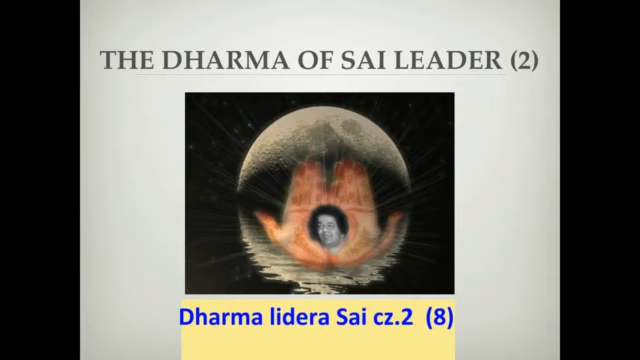 THE DHARMA OF SAI LEADER (2)
Dharma lidera Sai cz.2 (8)